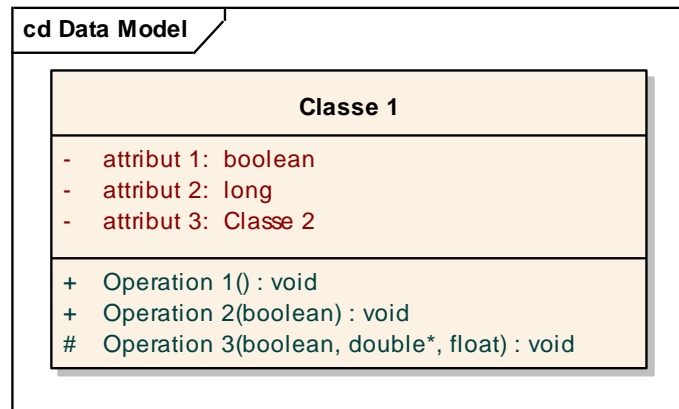 cd Data Model
Classe 1
- attribut 1: boolean
- attribut 2: long
- attribut 3: Classe 2
+ Operation 1() : void
+ Operation 2(boolean) : void
# Operation 3(boolean, double*, float) : void